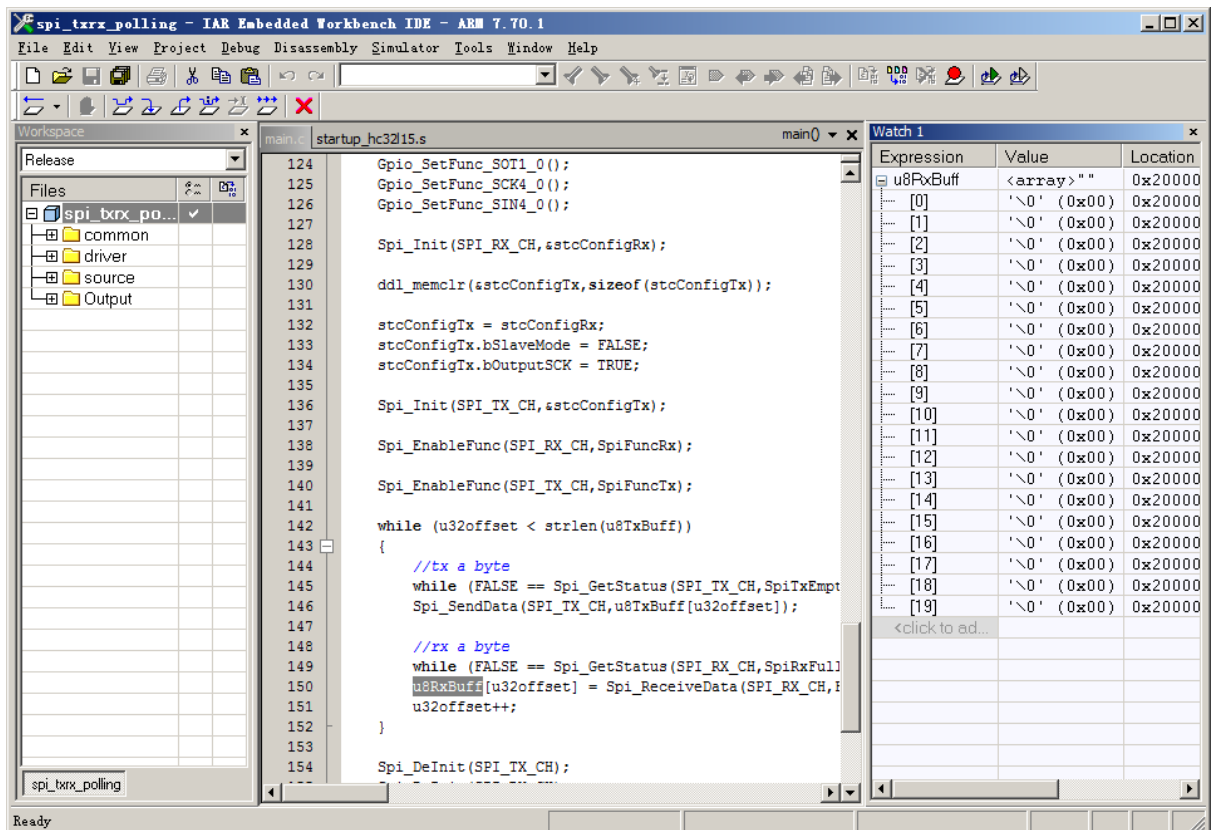 spi_txrx_polling - IAR Embedded Workbench IDE - ARM 7.70.1
File Edit View Project Debug Disassembly Simulator Tools Window Help
Workspace
Release
Files
spi_txrx_po...
common
driver
source
Output
spi_txrx_polling
main.c startup_hc32l15.s main()
124 Gpio_SetFunc_SOT1_0();
125 Gpio_SetFunc_SCK4_0();
126 Gpio_SetFunc_SIN4_0();
127
128 Spi_Init(SPI_RX_CH,&stcConfigRx);
129
130 ddl_memclr(&stcConfigTx,sizeof(stcConfigTx));
131
132 stcConfigTx = stcConfigRx;
133 stcConfigTx.bSlaveMode = FALSE;
134 stcConfigTx.bOutputSCK = TRUE;
135
136 Spi_Init(SPI_TX_CH,&stcConfigTx);
137
138 Spi_EnableFunc(SPI_RX_CH,SpiFuncRx);
139
140 Spi_EnableFunc(SPI_TX_CH,SpiFuncTx);
141
142 while (u32offset < strlen(u8TxBuff))
143 {
144 //tx a byte
145 while (FALSE == Spi_GetStatus(SPI_TX_CH,SpiTxEmpt
146 Spi_SendData(SPI_TX_CH,u8TxBuff[u32offset]);
147
148 //rx a byte
149 while (FALSE == Spi_GetStatus(SPI_RX_CH,SpiRxFull
150 u8RxBuff[u32offset] = Spi_ReceiveData(SPI_RX_CH,
151 u32offset++;
152 }
153
154 Spi_DeInit(SPI_TX_CH);
Watch 1
Expression Value Location
u8RxBuff <array>"" 0x20000
[0] '\0' (0x00) 0x20000
[1] '\0' (0x00) 0x20000
[2] '\0' (0x00) 0x20000
[3] '\0' (0x00) 0x20000
[4] '\0' (0x00) 0x20000
[5] '\0' (0x00) 0x20000
[6] '\0' (0x00) 0x20000
[7] '\0' (0x00) 0x20000
[8] '\0' (0x00) 0x20000
[9] '\0' (0x00) 0x20000
[10] '\0' (0x00) 0x20000
[11] '\0' (0x00) 0x20000
[12] '\0' (0x00) 0x20000
[13] '\0' (0x00) 0x20000
[14] '\0' (0x00) 0x20000
[15] '\0' (0x00) 0x20000
[16] '\0' (0x00) 0x20000
[17] '\0' (0x00) 0x20000
[18] '\0' (0x00) 0x20000
[19] '\0' (0x00) 0x20000
<click to ad...
Ready